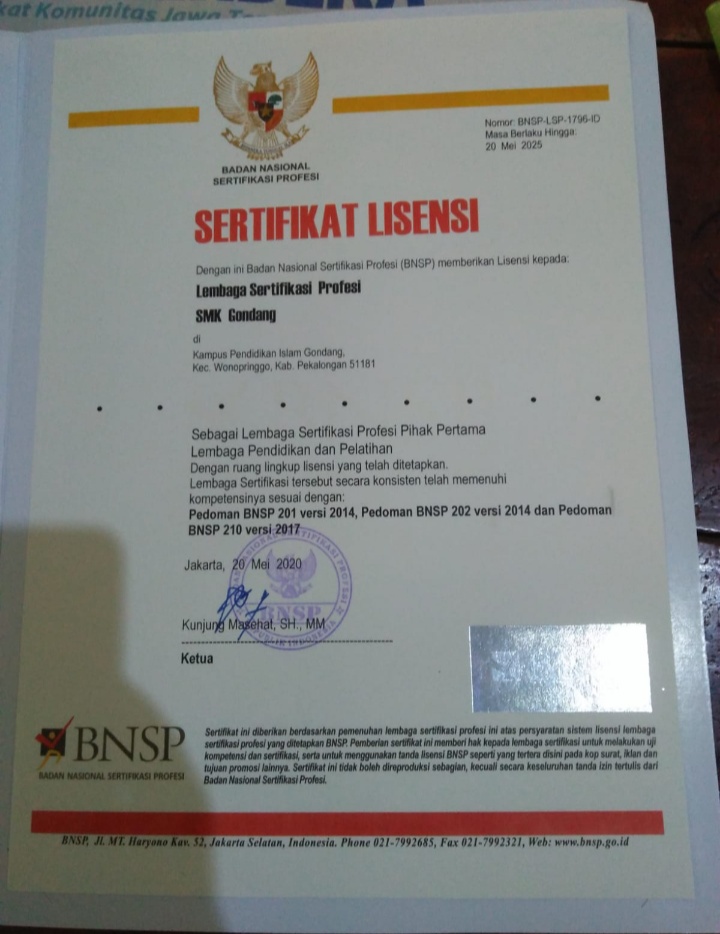 kat Komunitas Jawa
Nomor: BNSP-LSP-1796-ID
Masa Berlaku Hingga:
20 Mei 2025
BADAN NASIONAL
SERTIFIKASI PROFESI
SERTIFIKAT LISENSI
Dengan ini Badan Nasional Sertifikasi Profesi (BNSP) memberikan Lisensi kepada:
Lembaga Sertifikasi Profesi
SMK Gondang
di
Kampus Pendidikan Islam Gondang,
Kec. Wonopringgo, Kab. Pekalongan 51181
Sebagai Lembaga Sertifikasi Profesi Pihak Pertama
Lembaga Pendidikan dan Pelatihan
Dengan ruang lingkup lisensi yang telah ditetapkan.
Lembaga Sertifikasi tersebut secara konsisten telah memenuhi
kompetensinya sesuai dengan:
Pedoman BNSP 201 versi 2014, Pedoman BNSP 202 versi 2014 dan Pedoman
BNSP 210 versi 2017
Jakarta, 20 Mei 2020
BNSP
Kunjung Masehat, SH., MM
Ketua
BNSP
BADAN NASIONAL SERTIFIKASI PROFESI
Sertifikat ini diberikan berdasarkan pemenuhan lembaga sertifikasi profesi ini atas persyaratan sistem lisensi lembaga
sertifikasi profesi yang ditetapkan BNSP. Pemberian sertifikat ini memberi hak kepada lembaga sertifikasi untuk melakukan uji
kompetensi dan sertifikasi, serta untuk menggunakan tanda lisensi BNSP seperti yang tertera disini pada kop surat, iklan dan
tujuan promosi lainnya. Sertifikat ini tidak boleh direproduksi sebagian, kecuali secara keseluruhan tanda izin tertulis dari
Badan Nasional Sertifikasi Profesi.
BNSP, Jl. MT. Haryono Kav. 52, Jakarta Selatan, Indonesia. Phone 021-7992685, Fax 021-7992321, Web: www.bnsp.go.id